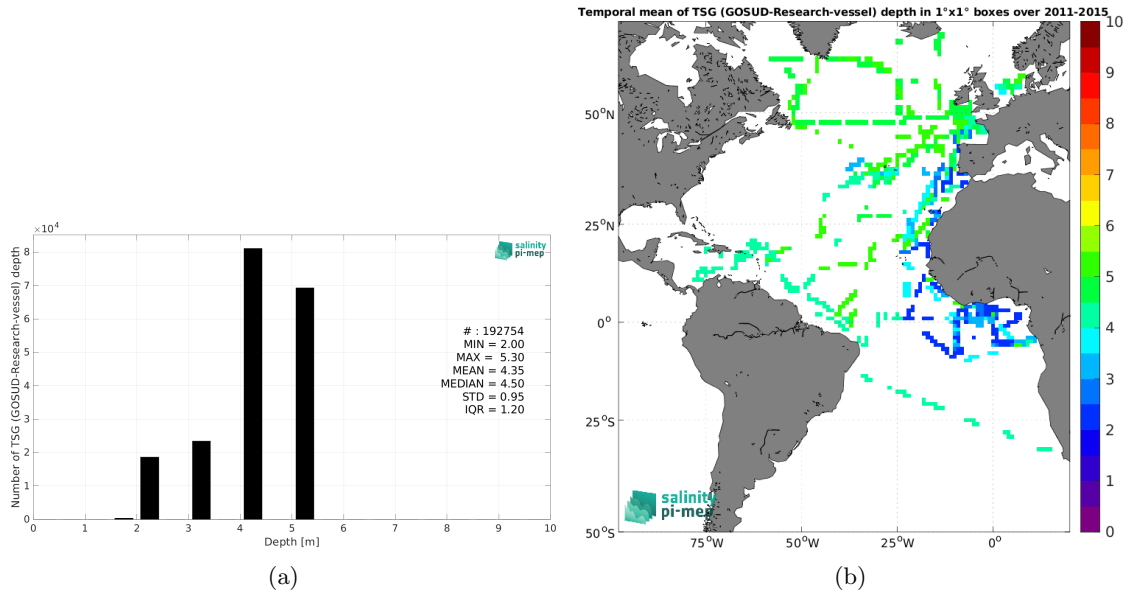 ×10⁴
Number of TSG (GOSUD-Research-vessel) depth
8
7
6
5
4
3
2
1
0
salinity
pi-mep
# : 192754
MIN = 2.00
MAX = 5.30
MEAN = 4.35
MEDIAN = 4.50
STD = 0.95
IQR = 1.20
0 1 2 3 4 5 6 7 8 9 10
Depth [m]
(a)
Temporal mean of TSG (GOSUD-Research-vessel) depth in 1°x1° boxes over 2011-2015
50°N
25°N
0°
25°S
50°S
75°W 50°W 25°W 0°
salinity
pi-mep
10
9
8
7
6
5
4
3
2
1
0
(b)